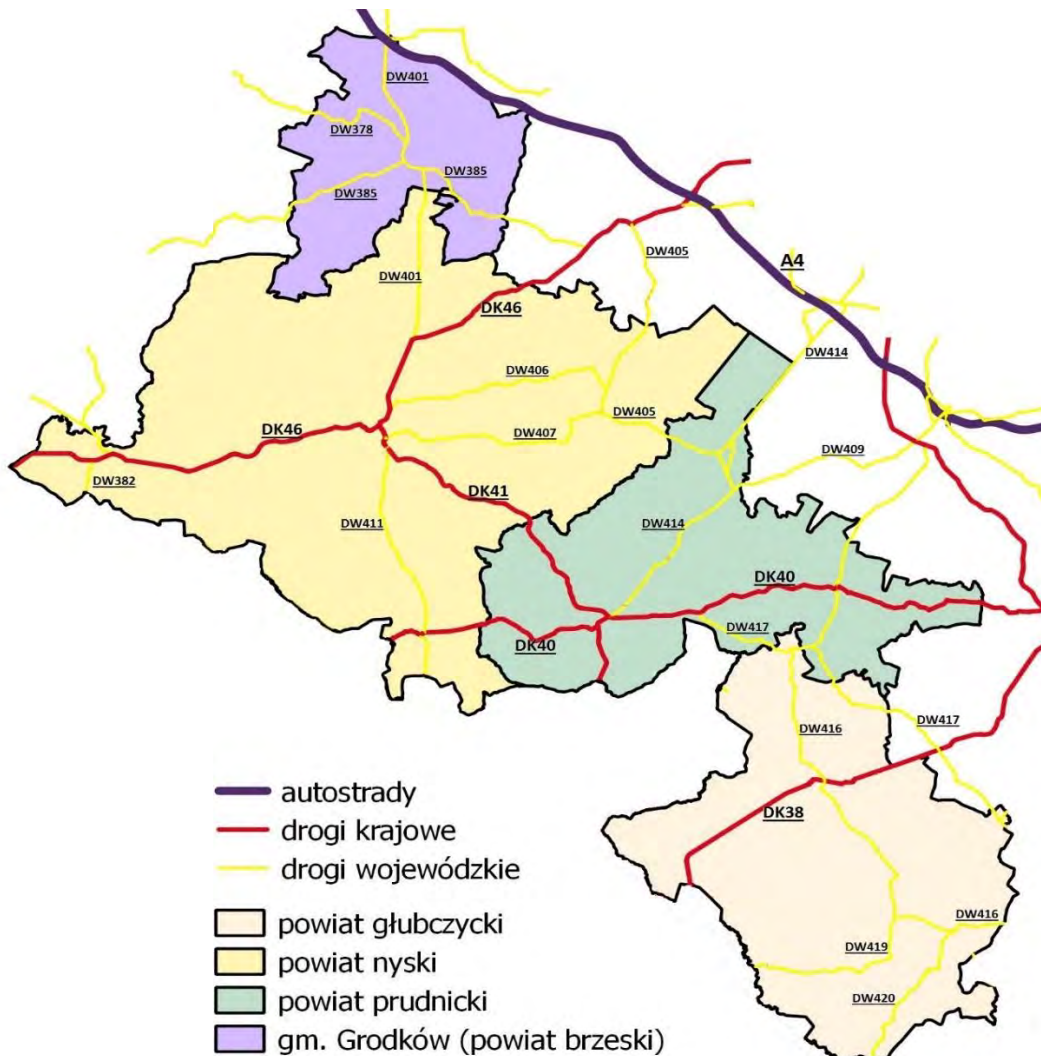 DW401
DW378
DW385
DW385
DW405
DW401
A4
DK46
DW414
DW406
DW405
DK46
DW407
DW409
DW382
DK41
DW411
DW414
DK40
DW417
DK40
DW417
DW416
DK38
DW416
DW419
DW420
autostrady
drogi krajowe
drogi wojewódzkie
powiat głubczycki
powiat nyski
powiat prudnicki
gm. Grodków (powiat brzeski)